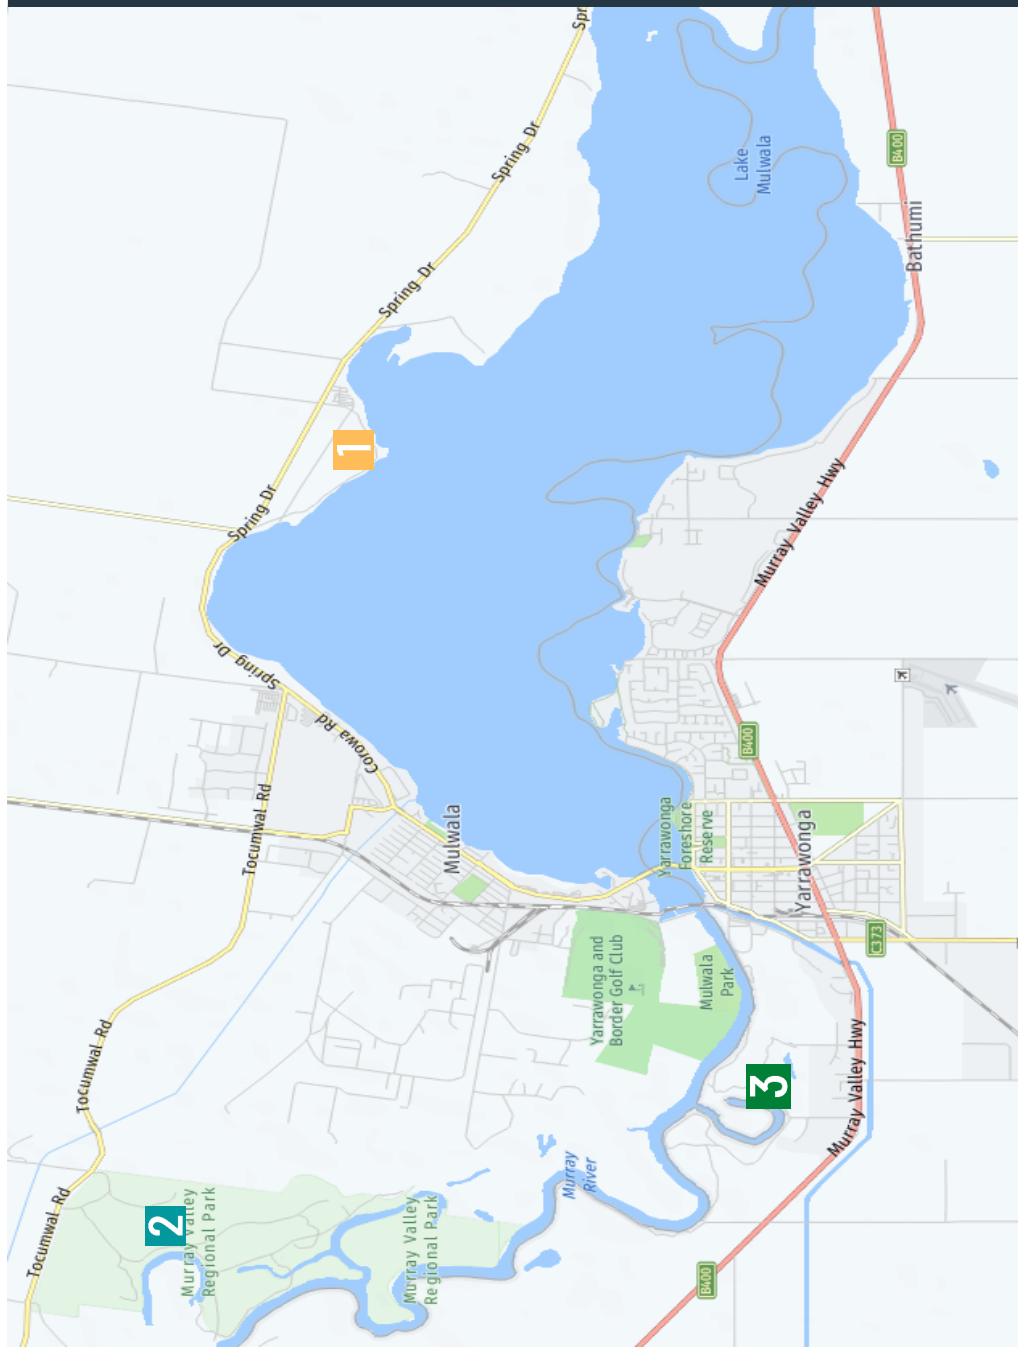 Spr
Spring Dr
B400
Lake
Mulwala
Bathumi
Spring Dr
1
Spring Dr
Murray Valley Hwy
Spring Dr
Corowa Rd
B400
Tocumwal Rd
Mulwala
Yarrawonga
Foreshore
Reserve
Yarrawonga
C373
Yarrawonga and
Border Golf Club
Mulwala
Park
Tocumwal Rd
3
Murray Valley Hwy
Murray
River
Tocumwal Rd
2
Murray Valley
Regional Park
Murray Valley
Regional Park
B400